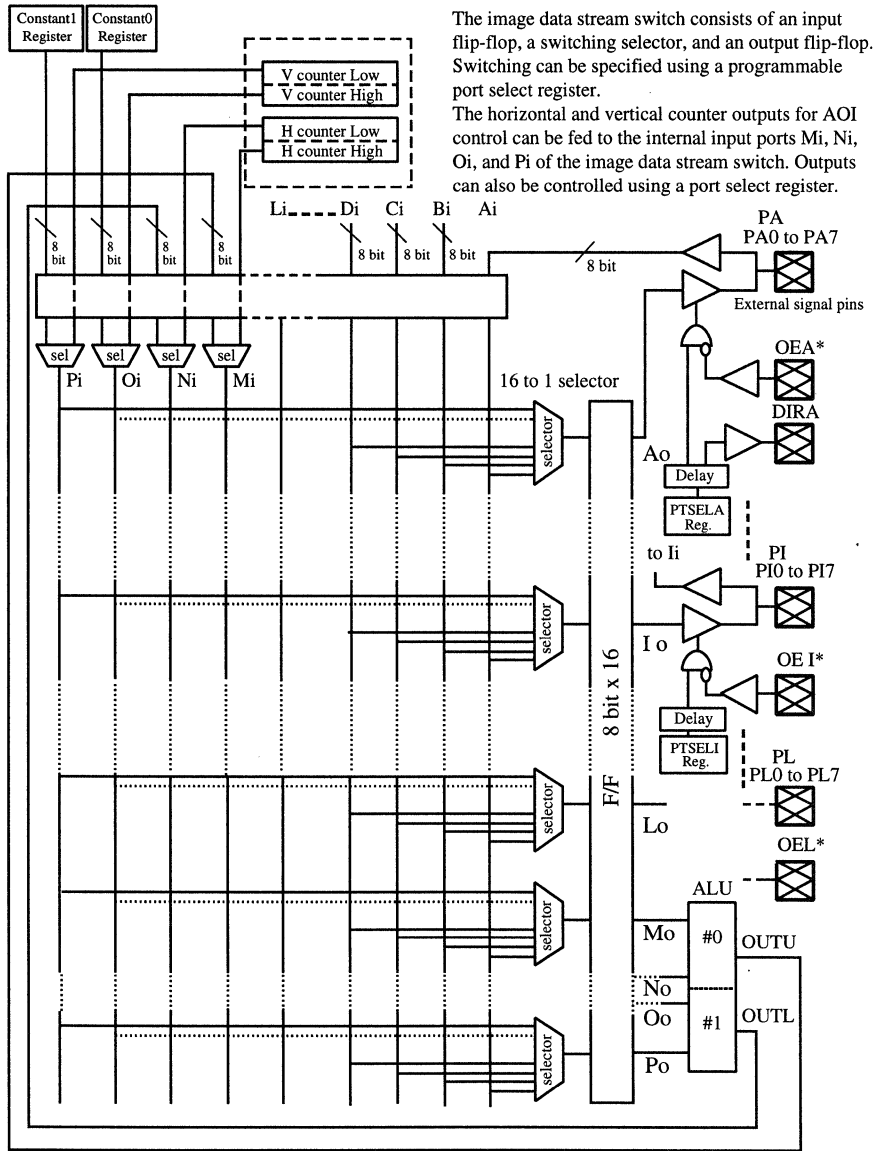 Constant1 Register
Constant0 Register
V counter Low
V counter High
H counter Low
H counter High
The image data stream switch consists of an input
flip-flop, a switching selector, and an output flip-flop.
Switching can be specified using a programmable
port select register.
The horizontal and vertical counter outputs for AOI
control can be fed to the internal input ports Mi, Ni,
Oi, and Pi of the image data stream switch. Outputs
can also be controlled using a port select register.
Li
Di
Ci
Bi
Ai
8 bit
8 bit
8 bit
8 bit
8 bit
8 bit
8 bit
8 bit
PA
PA0 to PA7
External signal pins
sel
sel
sel
sel
Pi
Oi
Ni
Mi
16 to 1 selector
OEA*
DIRA
selector
Ao
Delay
PTSELA
Reg.
to Ii
PI
PI0 to PI7
selector
I o
OE I*
Delay
PTSELI
Reg.
F/F 8 bit x 16
PL
PL0 to PL7
selector
Lo
OEL*
ALU
selector
Mo
#0
OUTU
No
Oo
#1
OUTL
selector
Po